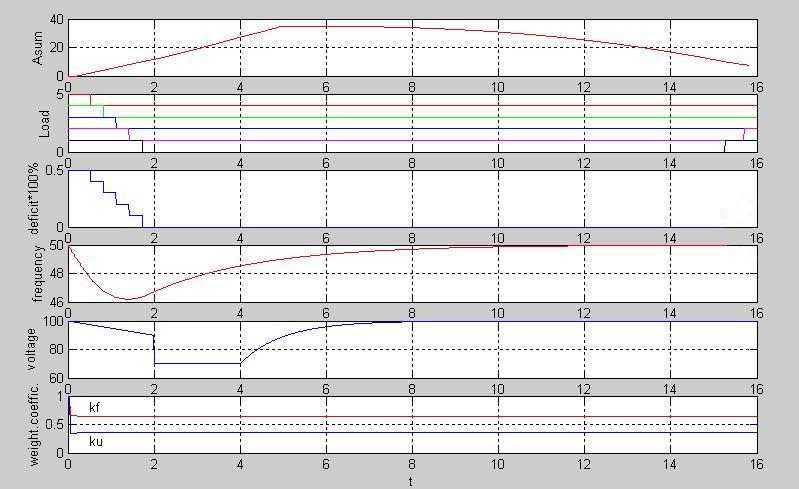 Asum
40
20
0
0 2 4 6 8 10 12 14 16
Load
5
0
0 2 4 6 8 10 12 14 16
deficit*100%
0.5
0
0 2 4 6 8 10 12 14 16
frequency
50
48
46
0 2 4 6 8 10 12 14 16
voltage
100
80
60
0 2 4 6 8 10 12 14 16
weight.coeffic.
1
0.5
0
kf
ku
0 2 4 6 8 10 12 14 16
t